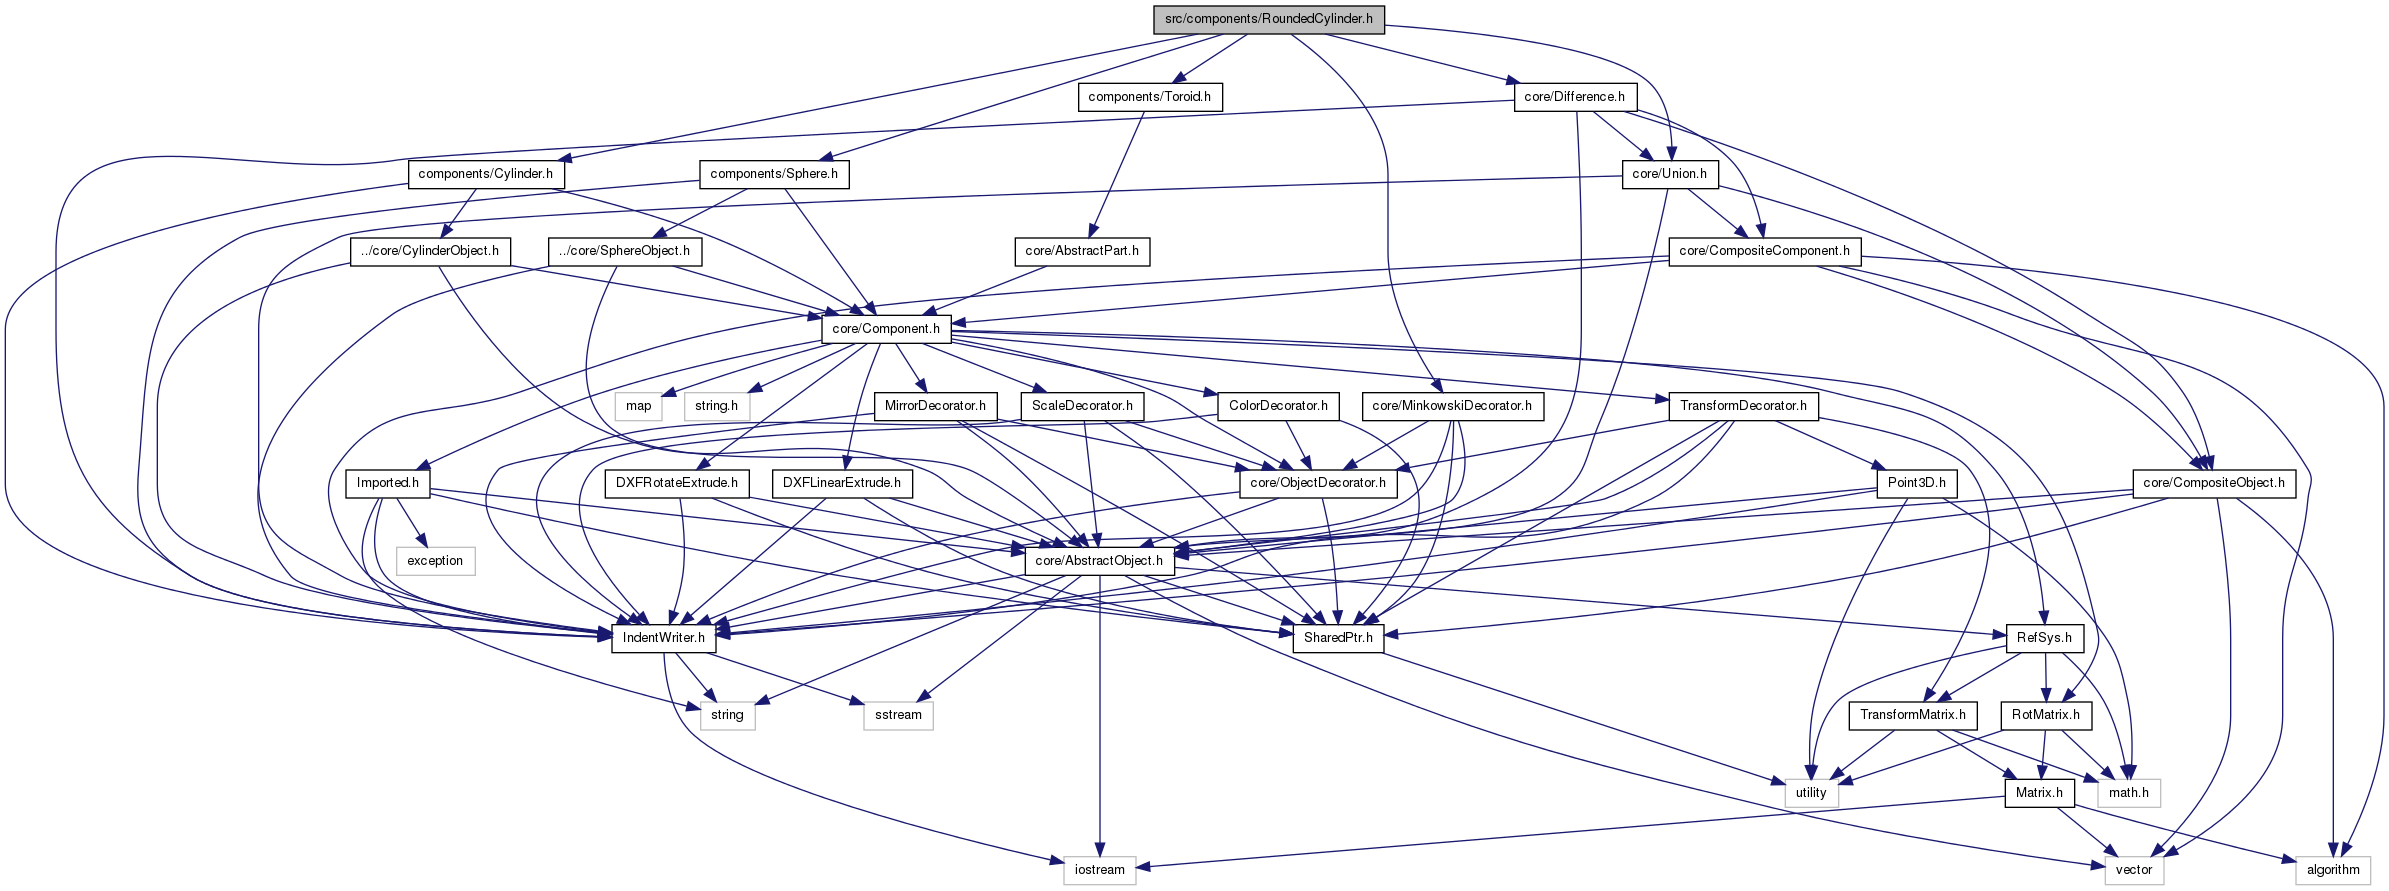 src/components/RoundedCylinder.h
components/Toroid.h
core/Difference.h
components/Cylinder.h
components/Sphere.h
core/Union.h
../core/CylinderObject.h
../core/SphereObject.h
core/AbstractPart.h
core/CompositeComponent.h
core/Component.h
map
string.h
MirrorDecorator.h
ScaleDecorator.h
ColorDecorator.h
core/MinkowskiDecorator.h
TransformDecorator.h
Imported.h
DXFRotateExtrude.h
DXFLinearExtrude.h
core/ObjectDecorator.h
Point3D.h
core/CompositeObject.h
exception
core/AbstractObject.h
IndentWriter.h
SharedPtr.h
RefSys.h
string
sstream
TransformMatrix.h
RotMatrix.h
utility
Matrix.h
math.h
iostream
vector
algorithm